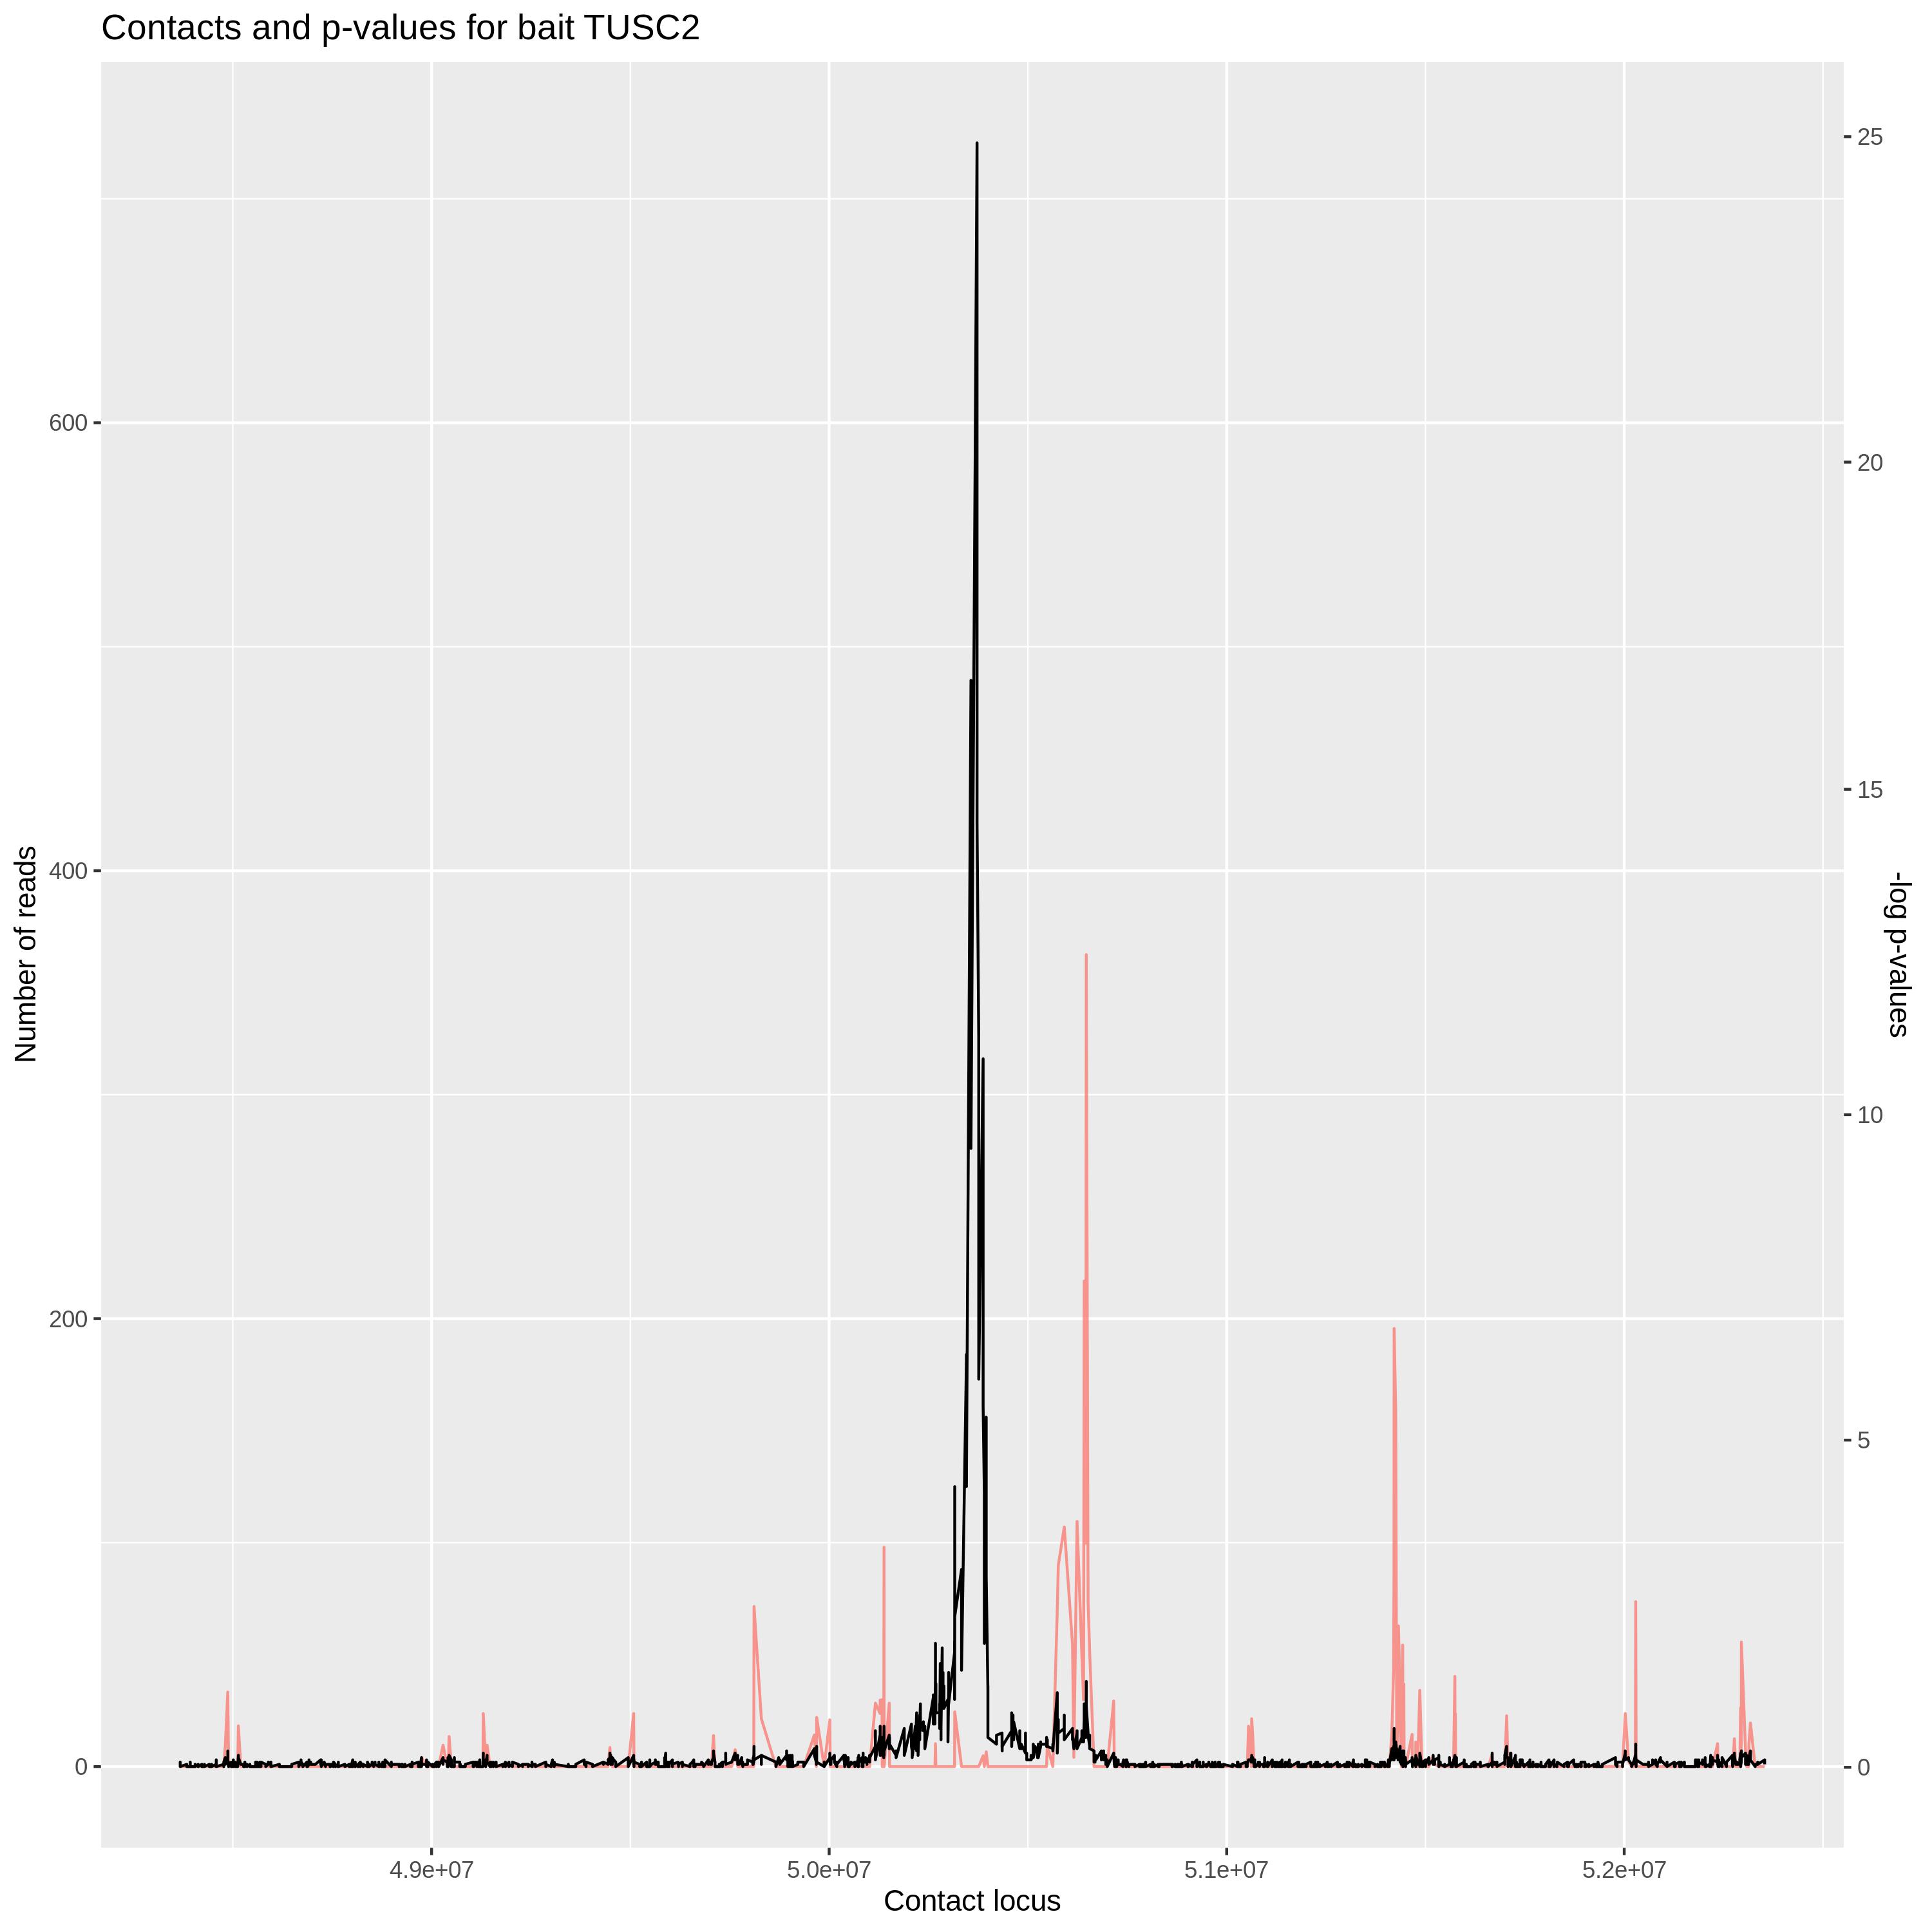 Contacts and p-values for bait TUSC2
Number of reads
600
400
200
0
25
20
15
10
5
0
-log p-values
4.9e+07 5.0e+07 5.1e+07 5.2e+07
Contact locus